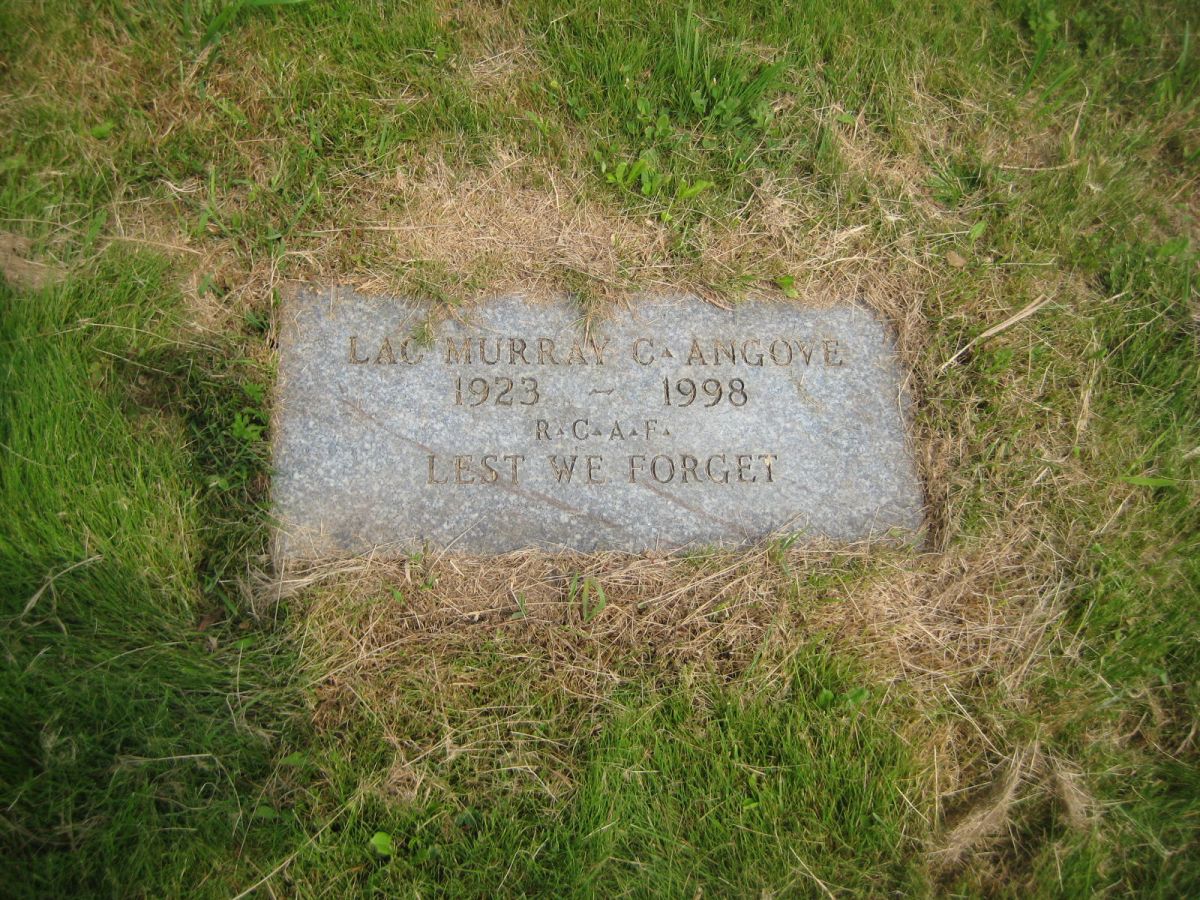 LAC MURRAY C. ANGOVE
1923 ~ 1998
R.C.A.F.
LEST WE FORGET